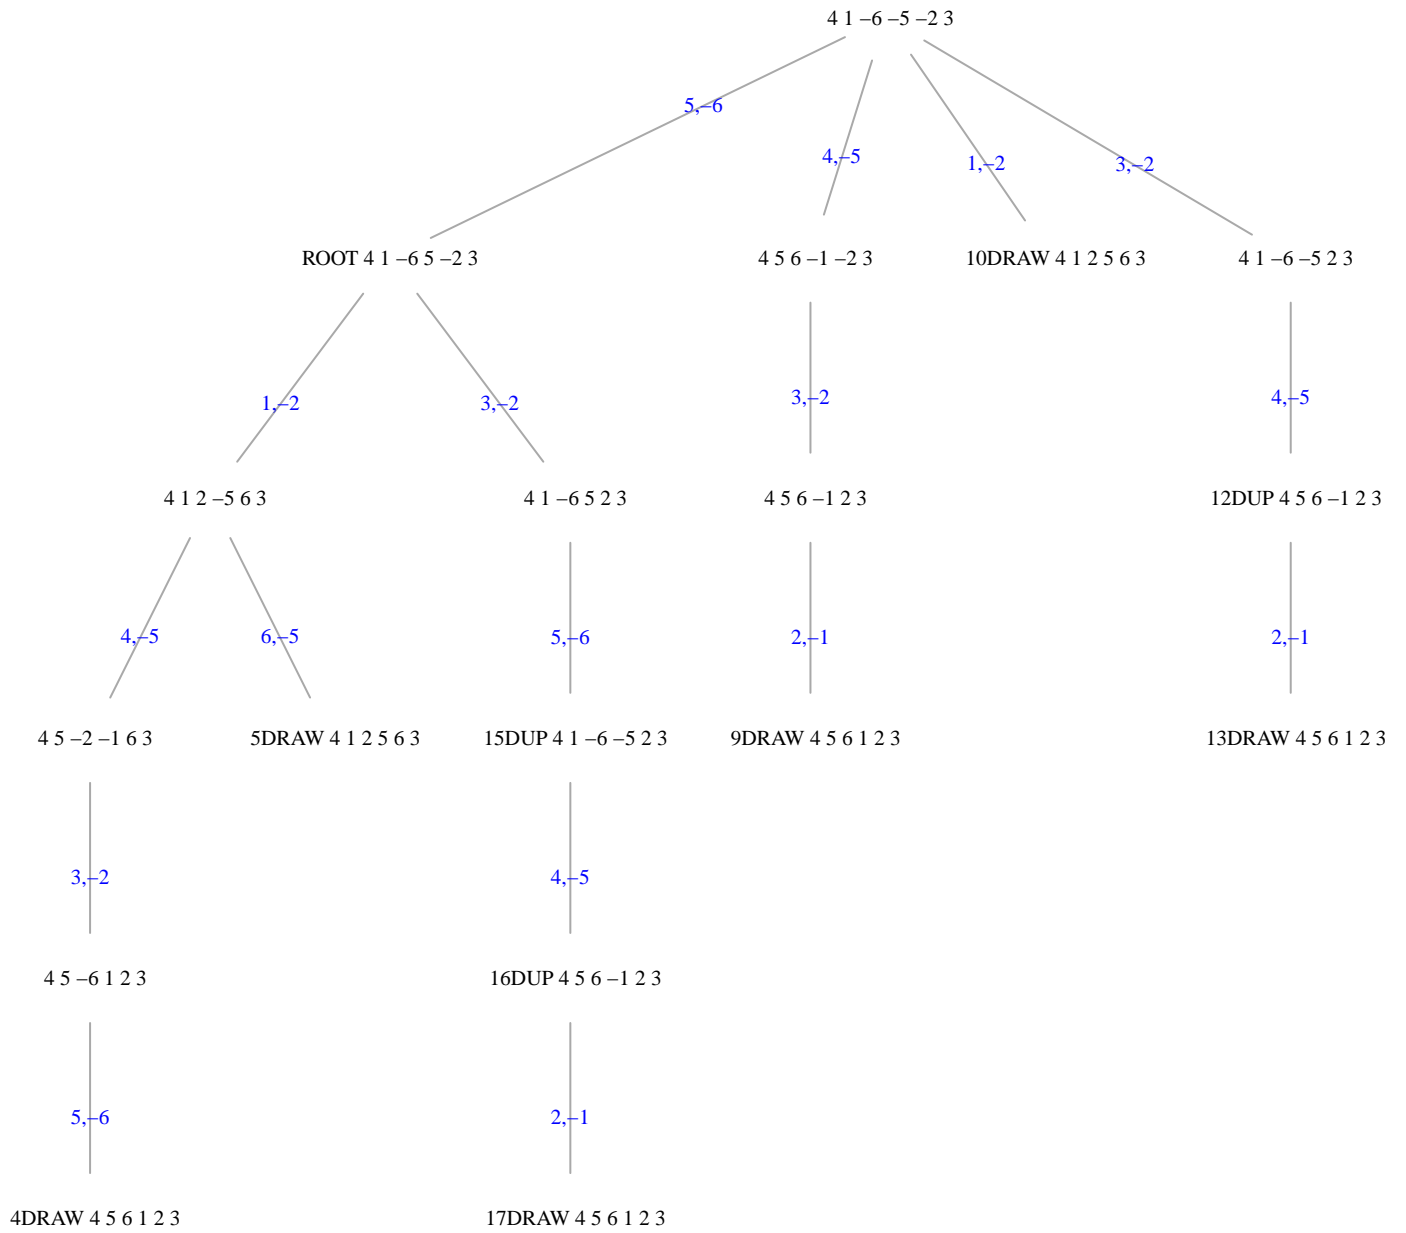 4 1 –6 –5 –2 3
5,–6
4,–5
1,–2
3,–2
ROOT 4 1 –6 5 –2 3
4 5 6 –1 –2 3
10DRAW 4 1 2 5 6 3
4 1 –6 –5 2 3
1,–2
3,–2
3,–2
4,–5
4 1 2 –5 6 3
4 1 –6 5 2 3
4 5 6 –1 2 3
12DUP 4 5 6 –1 2 3
4,–5
6,–5
5,–6
2,–1
2,–1
4 5 –2 –1 6 3
5DRAW 4 1 2 5 6 3
15DUP 4 1 –6 –5 2 3
9DRAW 4 5 6 1 2 3
13DRAW 4 5 6 1 2 3
3,–2
4,–5
4 5 –6 1 2 3
16DUP 4 5 6 –1 2 3
5,–6
2,–1
4DRAW 4 5 6 1 2 3
17DRAW 4 5 6 1 2 3